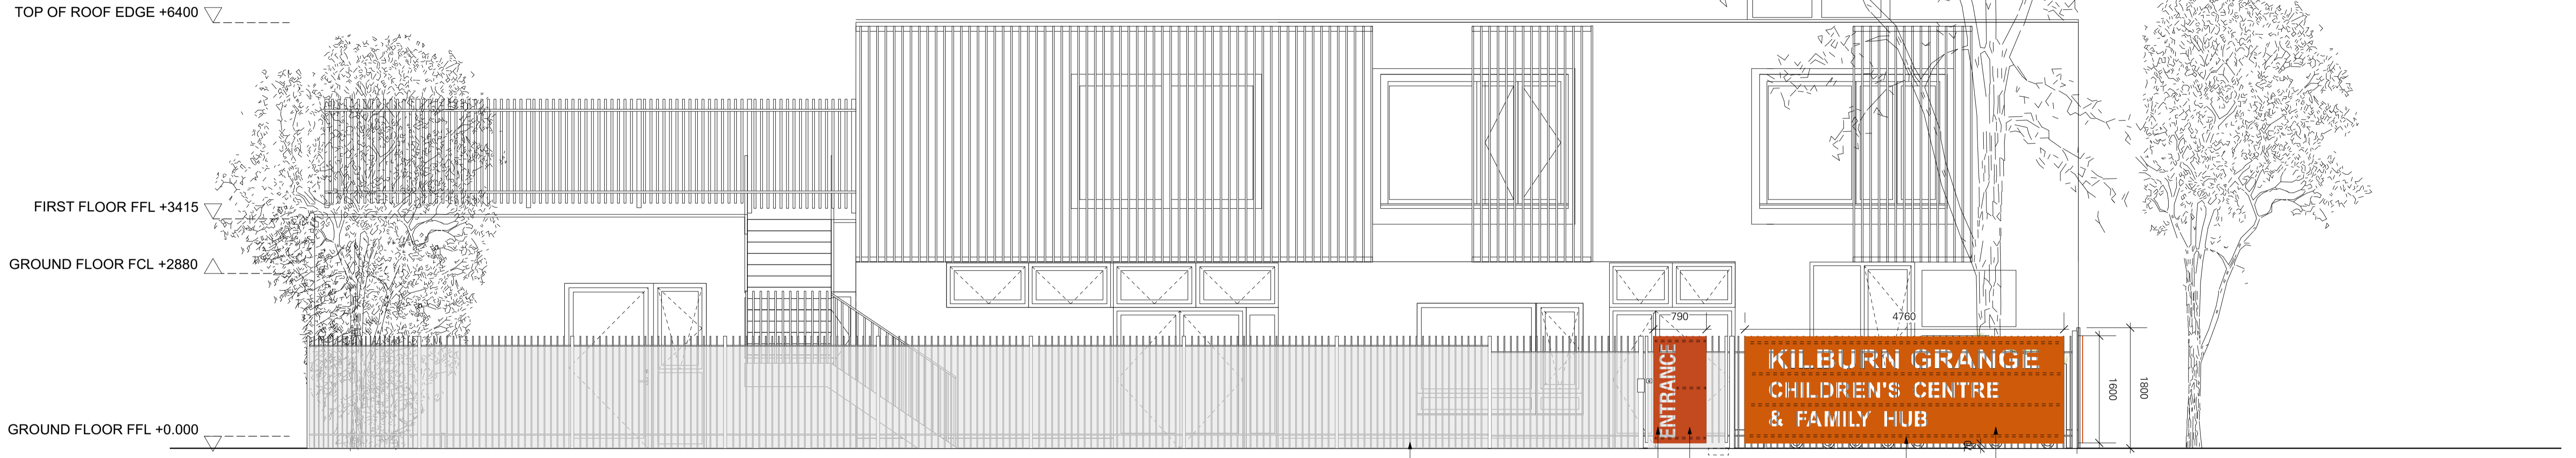 TOP OF ROOF EDGE +6400
FIRST FLOOR FFL +3415
GROUND FLOOR FCL +2880
GROUND FLOOR FFL +0.000
790
4760
ENTRANCE
KILBURN GRANGE
CHILDREN'S CENTRE
& FAMILY HUB
1600
1800